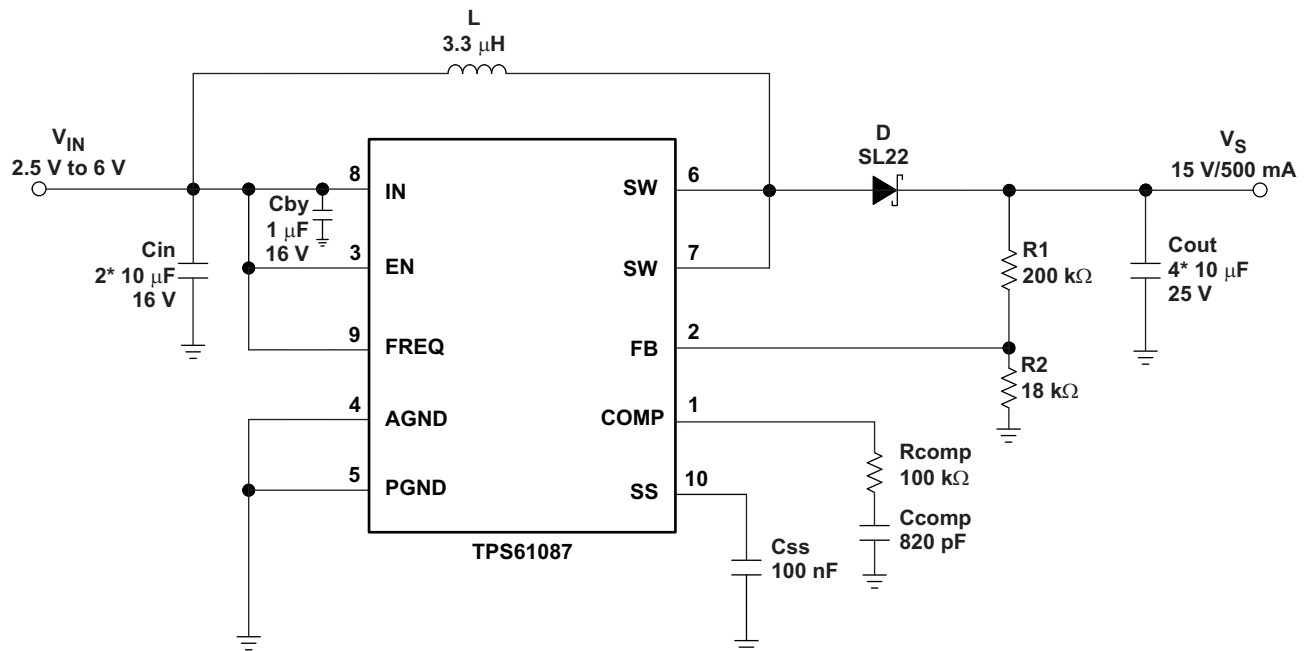 L
3.3 μH
V_IN
2.5 V to 6 V
D
SL22
V_S
15 V/500 mA
8
IN
SW
6
Cby
1 μF
16 V
Cin
2* 10 μF
16 V
3
EN
SW
7
R1
200 kΩ
Cout
4* 10 μF
25 V
9
FREQ
FB
2
R2
18 kΩ
4
AGND
COMP
1
Rcomp
100 kΩ
5
PGND
SS
10
Ccomp
820 pF
TPS61087
Css
100 nF